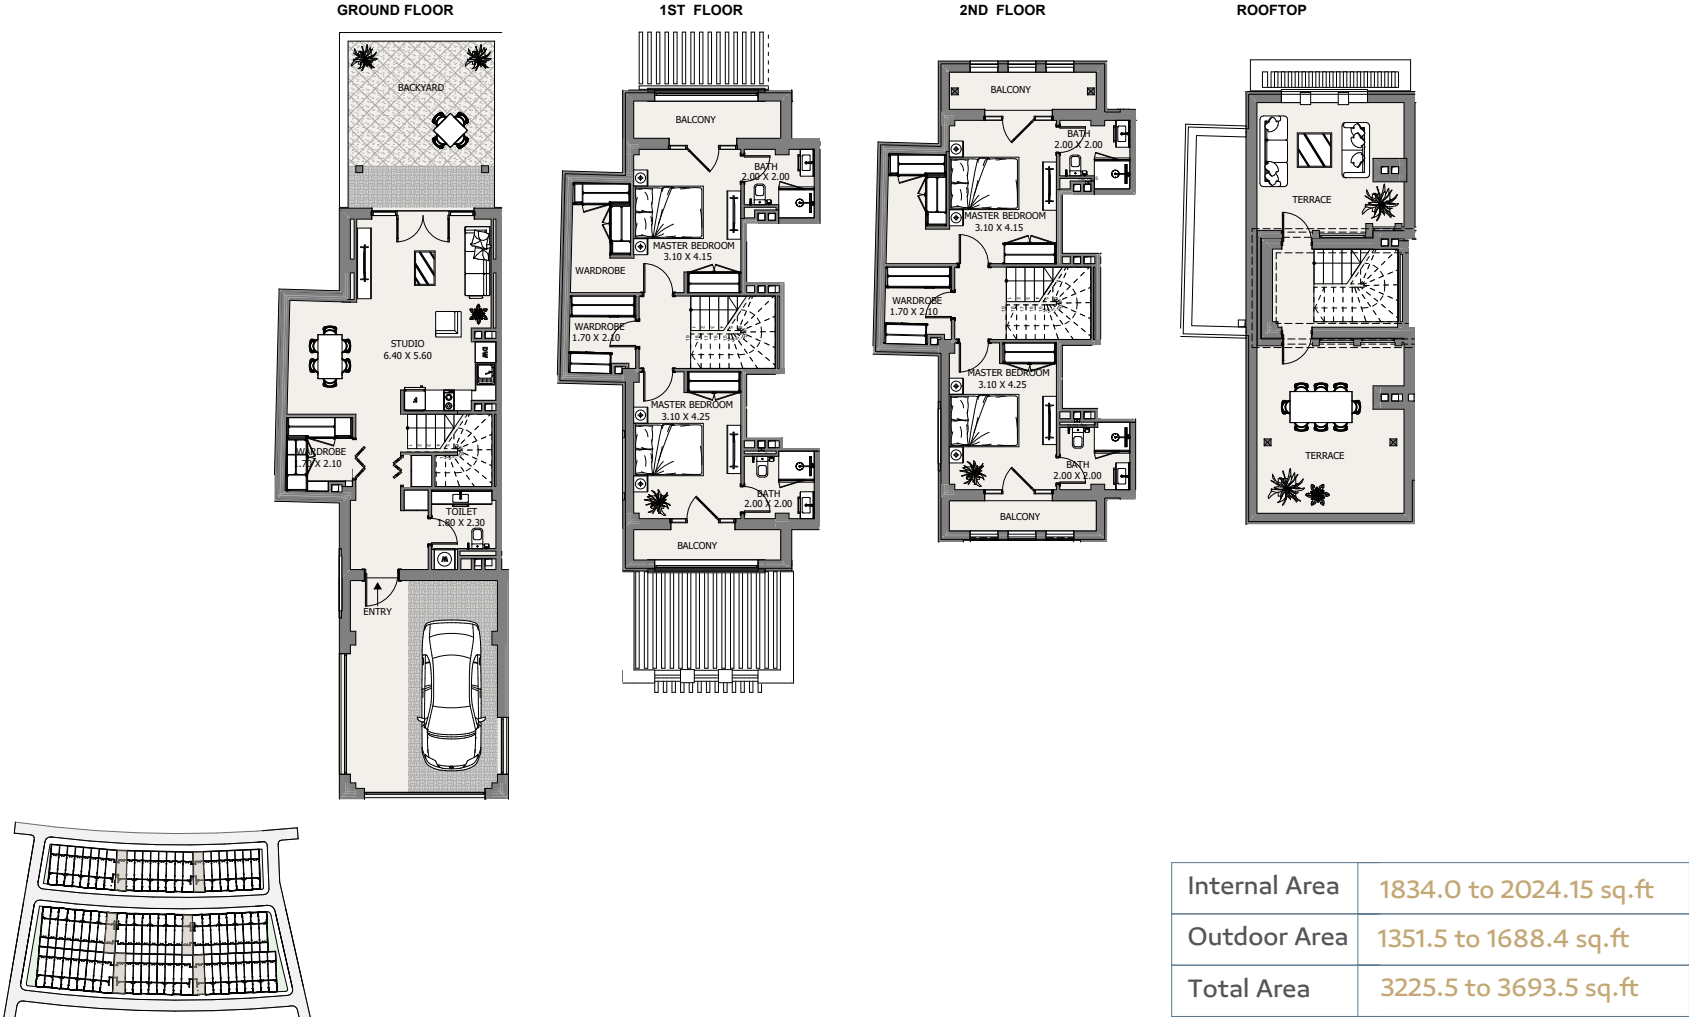 GROUND FLOOR
1ST FLOOR
2ND FLOOR
ROOFTOP
BACKYARD
STUDIO
6.40 X 5.60
DW
WARDROBE
1.70 X 2.10
TOILET
1.80 X 2.30
W
ENTRY
BALCONY
BATH
2.00 X 2.00
MASTER BEDROOM
3.10 X 4.15
WARDROBE
WARDROBE
1.70 X 2.10
MASTER BEDROOM
3.10 X 4.25
BATH
2.00 X 2.00
BALCONY
BALCONY
BATH
2.00 X 2.00
MASTER BEDROOM
3.10 X 4.15
WARDROBE
1.70 X 2.10
MASTER BEDROOM
3.10 X 4.25
BATH
2.00 X 2.00
BALCONY
TERRACE
TERRACE
Internal Area 1834.0 to 2024.15 sq.ft
Outdoor Area 1351.5 to 1688.4 sq.ft
Total Area 3225.5 to 3693.5 sq.ft